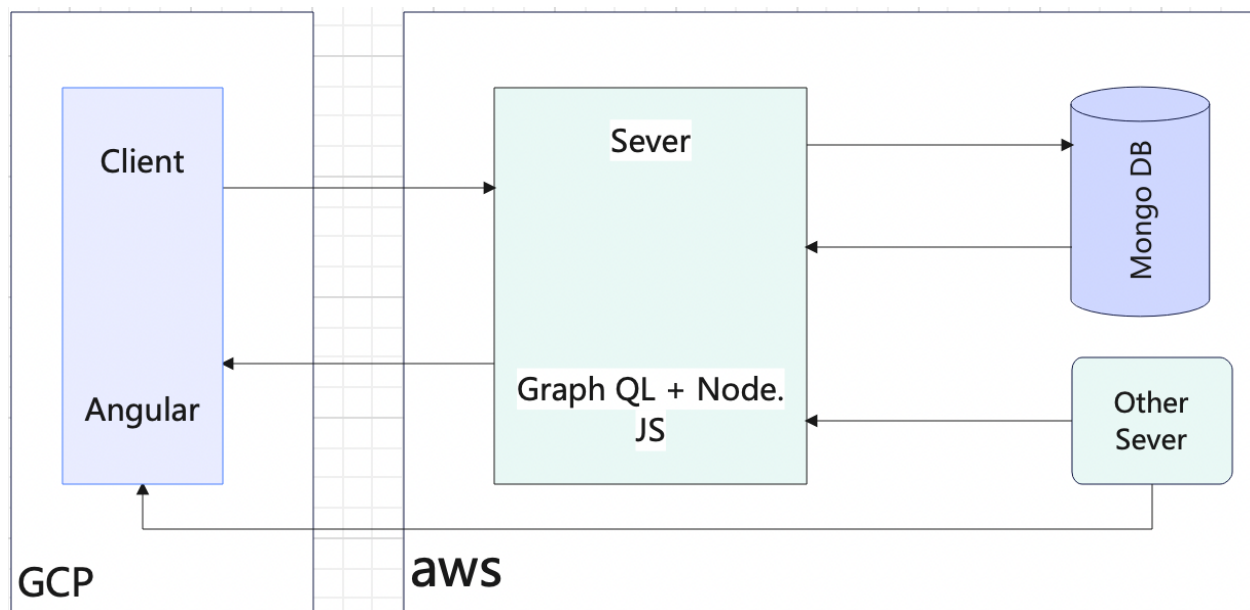 Client
Angular
GCP
Sever
Graph QL + Node.
JS
Mongo DB
Other
Sever
aws